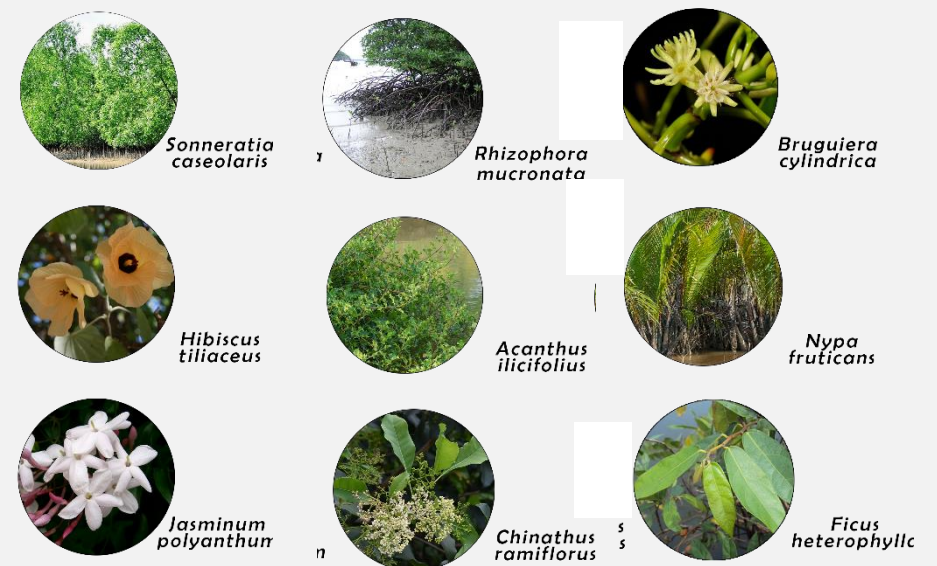 Sonneratia
caseolaris
a
Rhizophora
mucronata
Bruguiera
cylindrica
Hibiscus
tiliaceus
Acanthus
ilicifolius
Nypa
fruticans
Jasminum
polyanthum
n
Chinathus
ramiflorus
s
s
Ficus
heterophylla